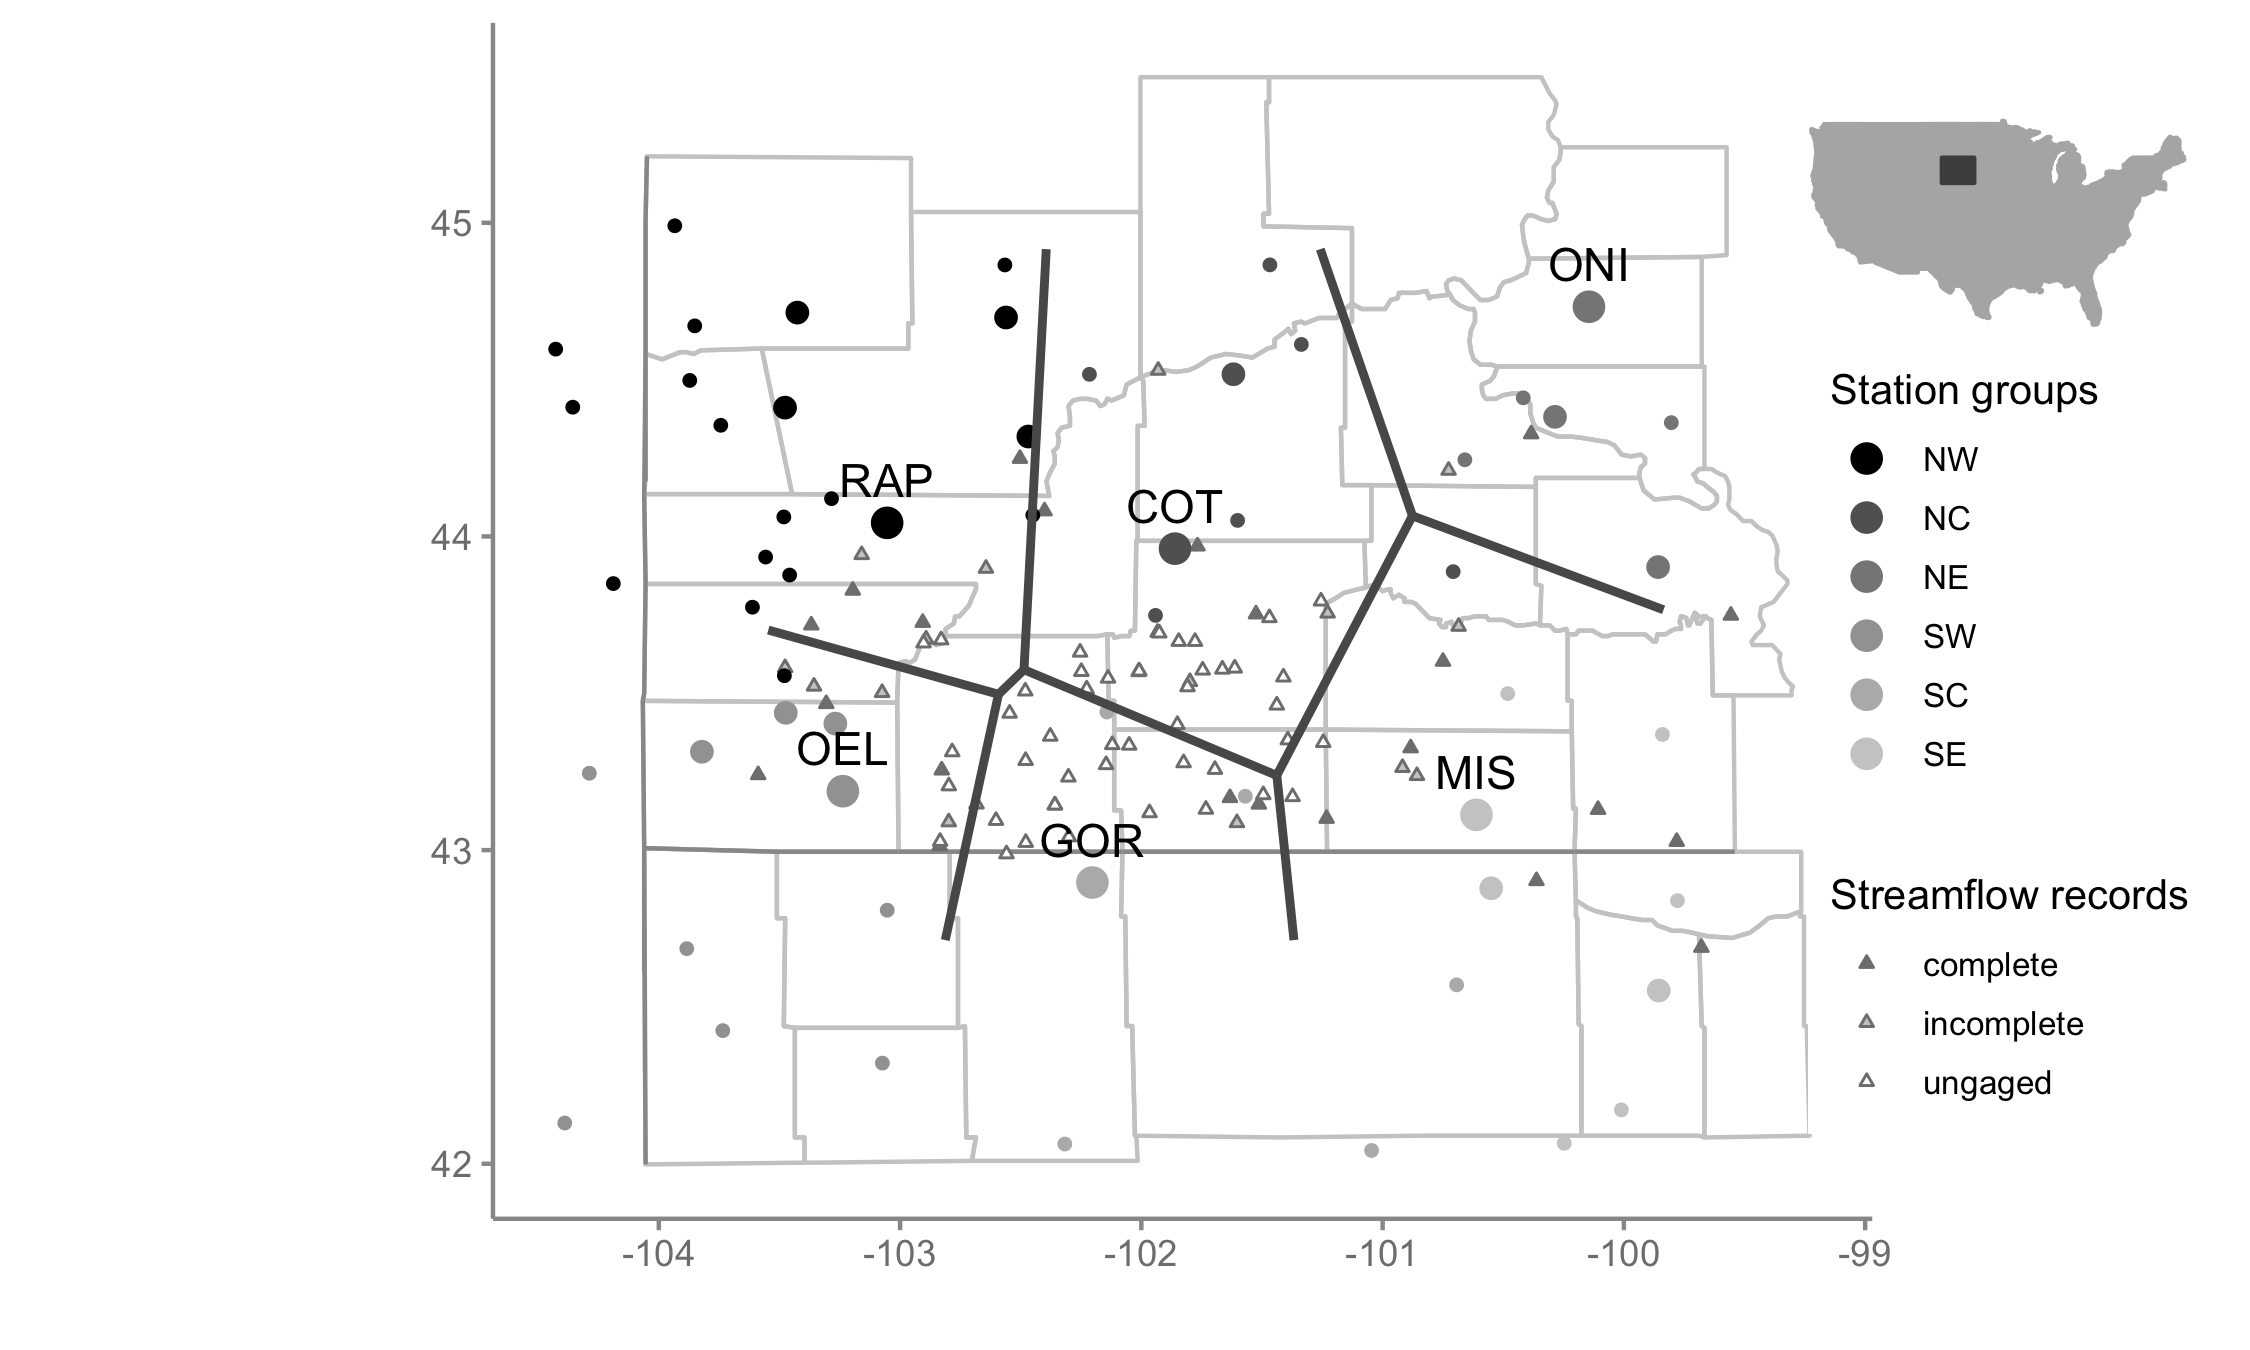 45
44
43
42
-104
-103
-102
-101
-100
-99
ONI
RAP
COT
OEL
MIS
GOR
Station groups
NW
NC
NE
SW
SC
SE
Streamflow records
complete
incomplete
ungaged